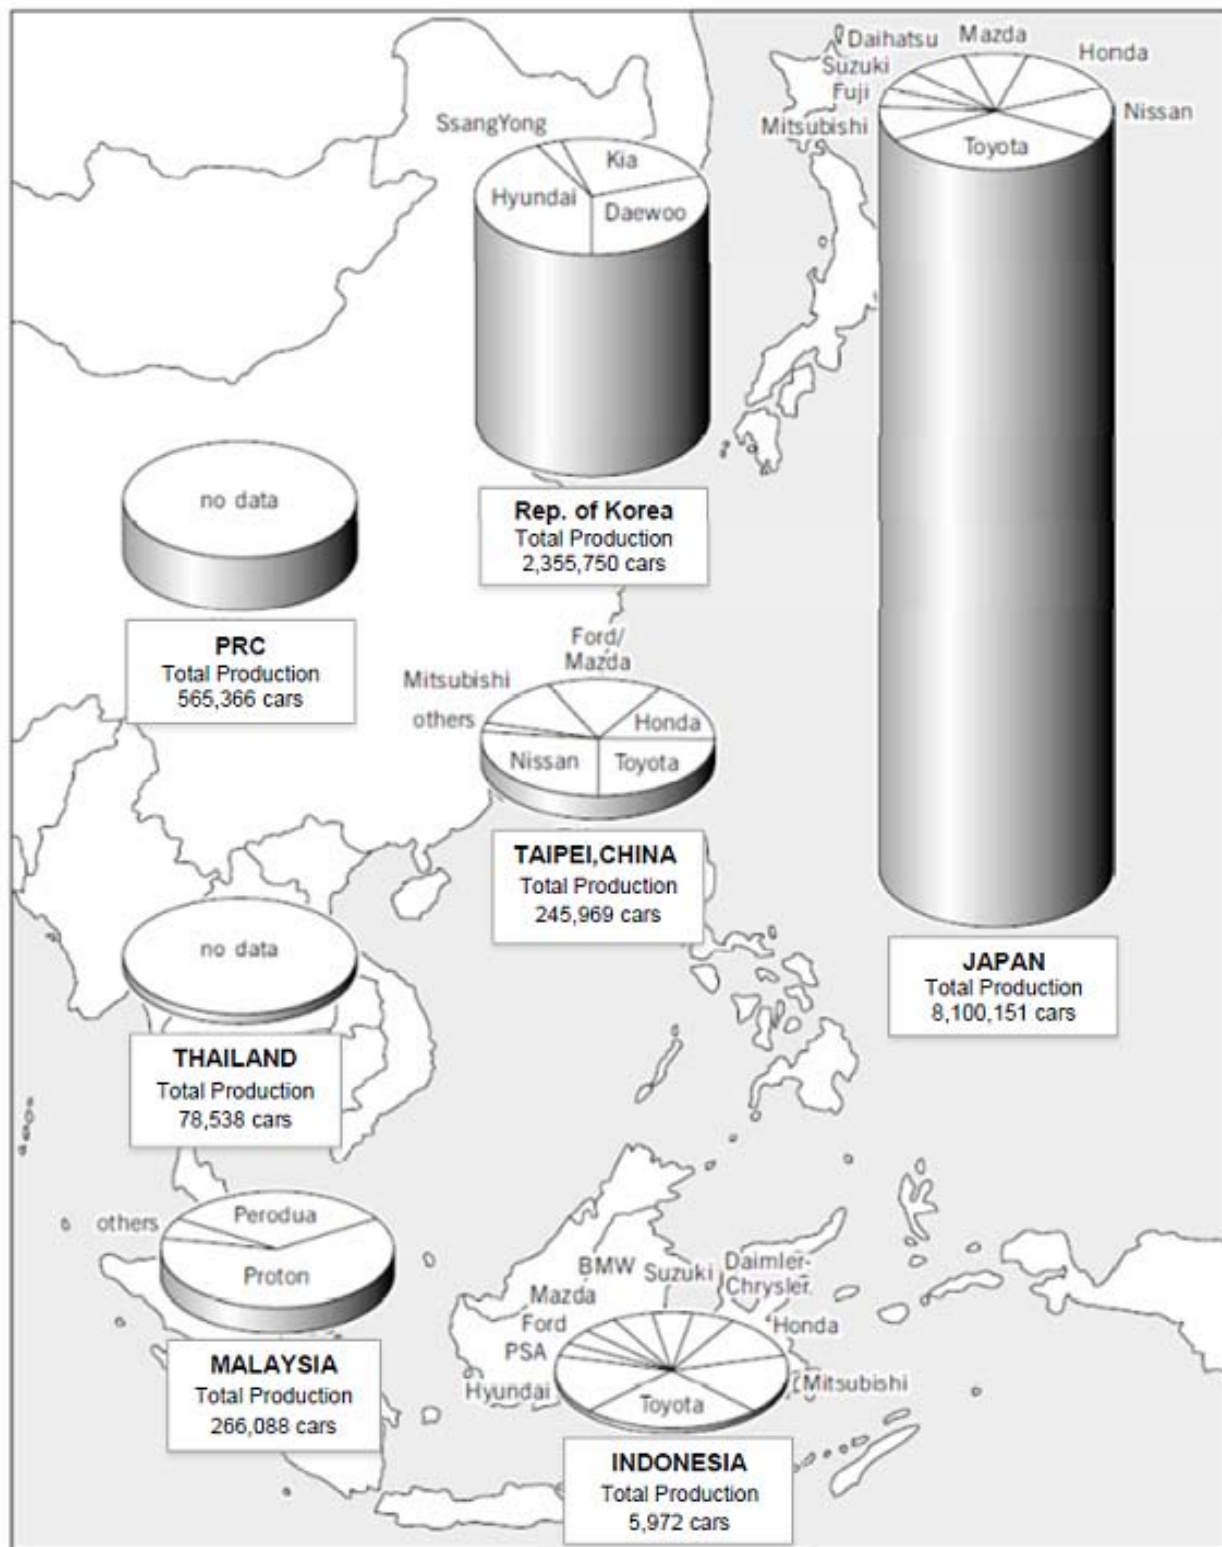 Daihatsu
Mazda
Honda
Suzuki
Fuji
Mitsubishi
Nissan
Toyota
SsangYong
Kia
Hyundai
Daewoo
no data
Rep. of Korea
Total Production
2,355,750 cars
PRC
Total Production
565,366 cars
Ford/
Mazda
Mitsubishi
others
Honda
Nissan
Toyota
TAIPEI,CHINA
Total Production
245,969 cars
JAPAN
Total Production
8,100,151 cars
no data
THAILAND
Total Production
78,538 cars
others
Perodua
Proton
MALAYSIA
Total Production
266,088 cars
BMW
Suzuki
Daimler-
Chrysler
Mazda
Ford
Honda
PSA
Hyundai
Toyota
Mitsubishi
INDONESIA
Total Production
5,972 cars